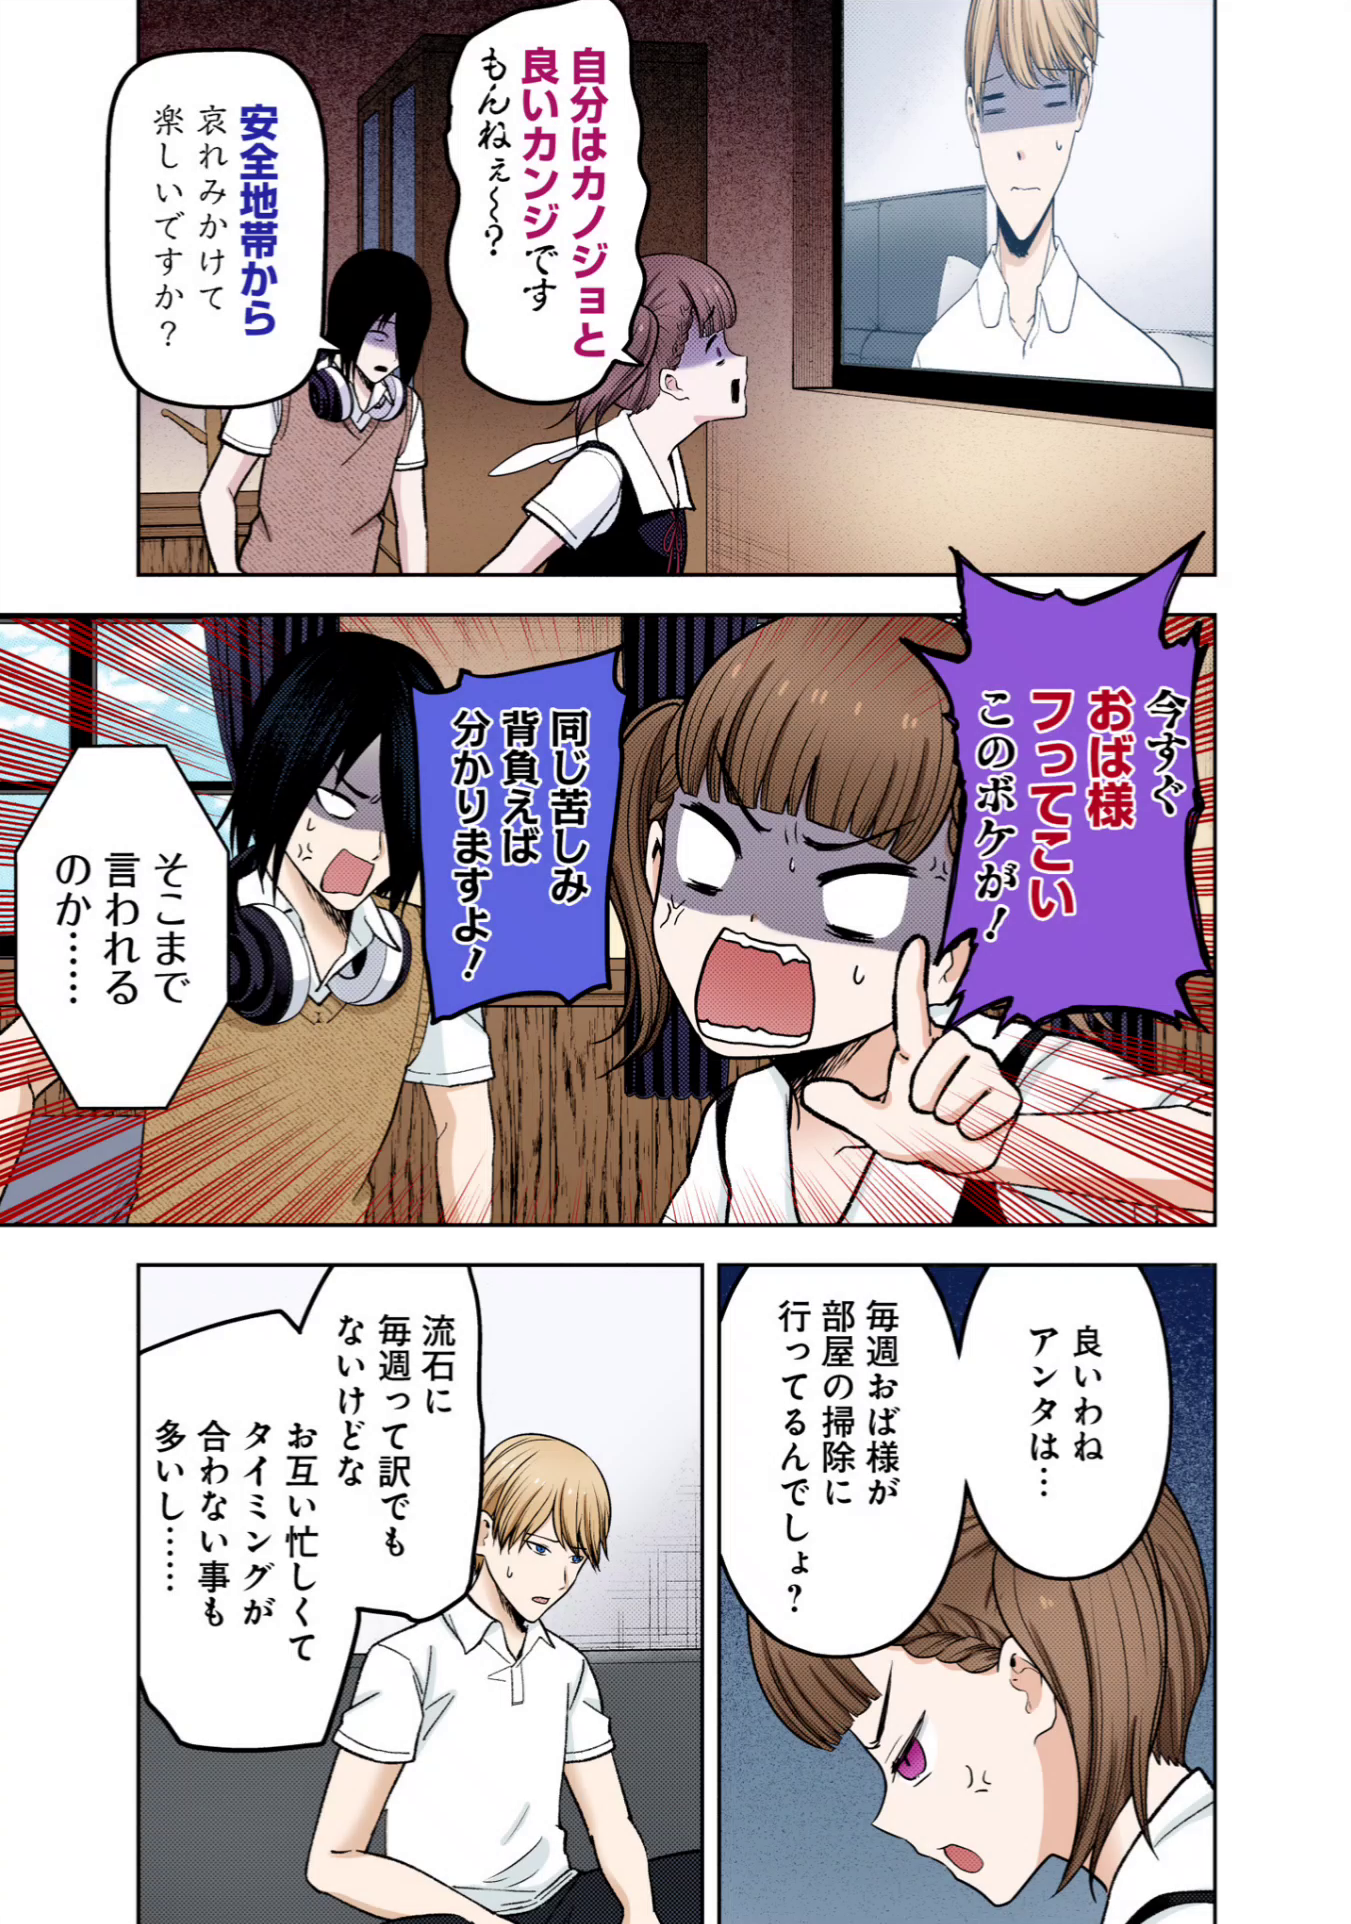 自分はカノジョと
良いカンジです
もんねぇ〜?
安全地帯から
哀れみかけて
楽しいですか?
今すぐ
おば様
フってこい
このボケが!
同じ苦しみ
背負えば
分かりますよ!
そこまで
言われる
のか……
良いわね
アンタは…
毎週おば様が
部屋の掃除に
行ってるんでしょ?
流石に
毎週って訳でも
ないけどな
お互い忙しくて
タイミングが
合わない事も
多いし……